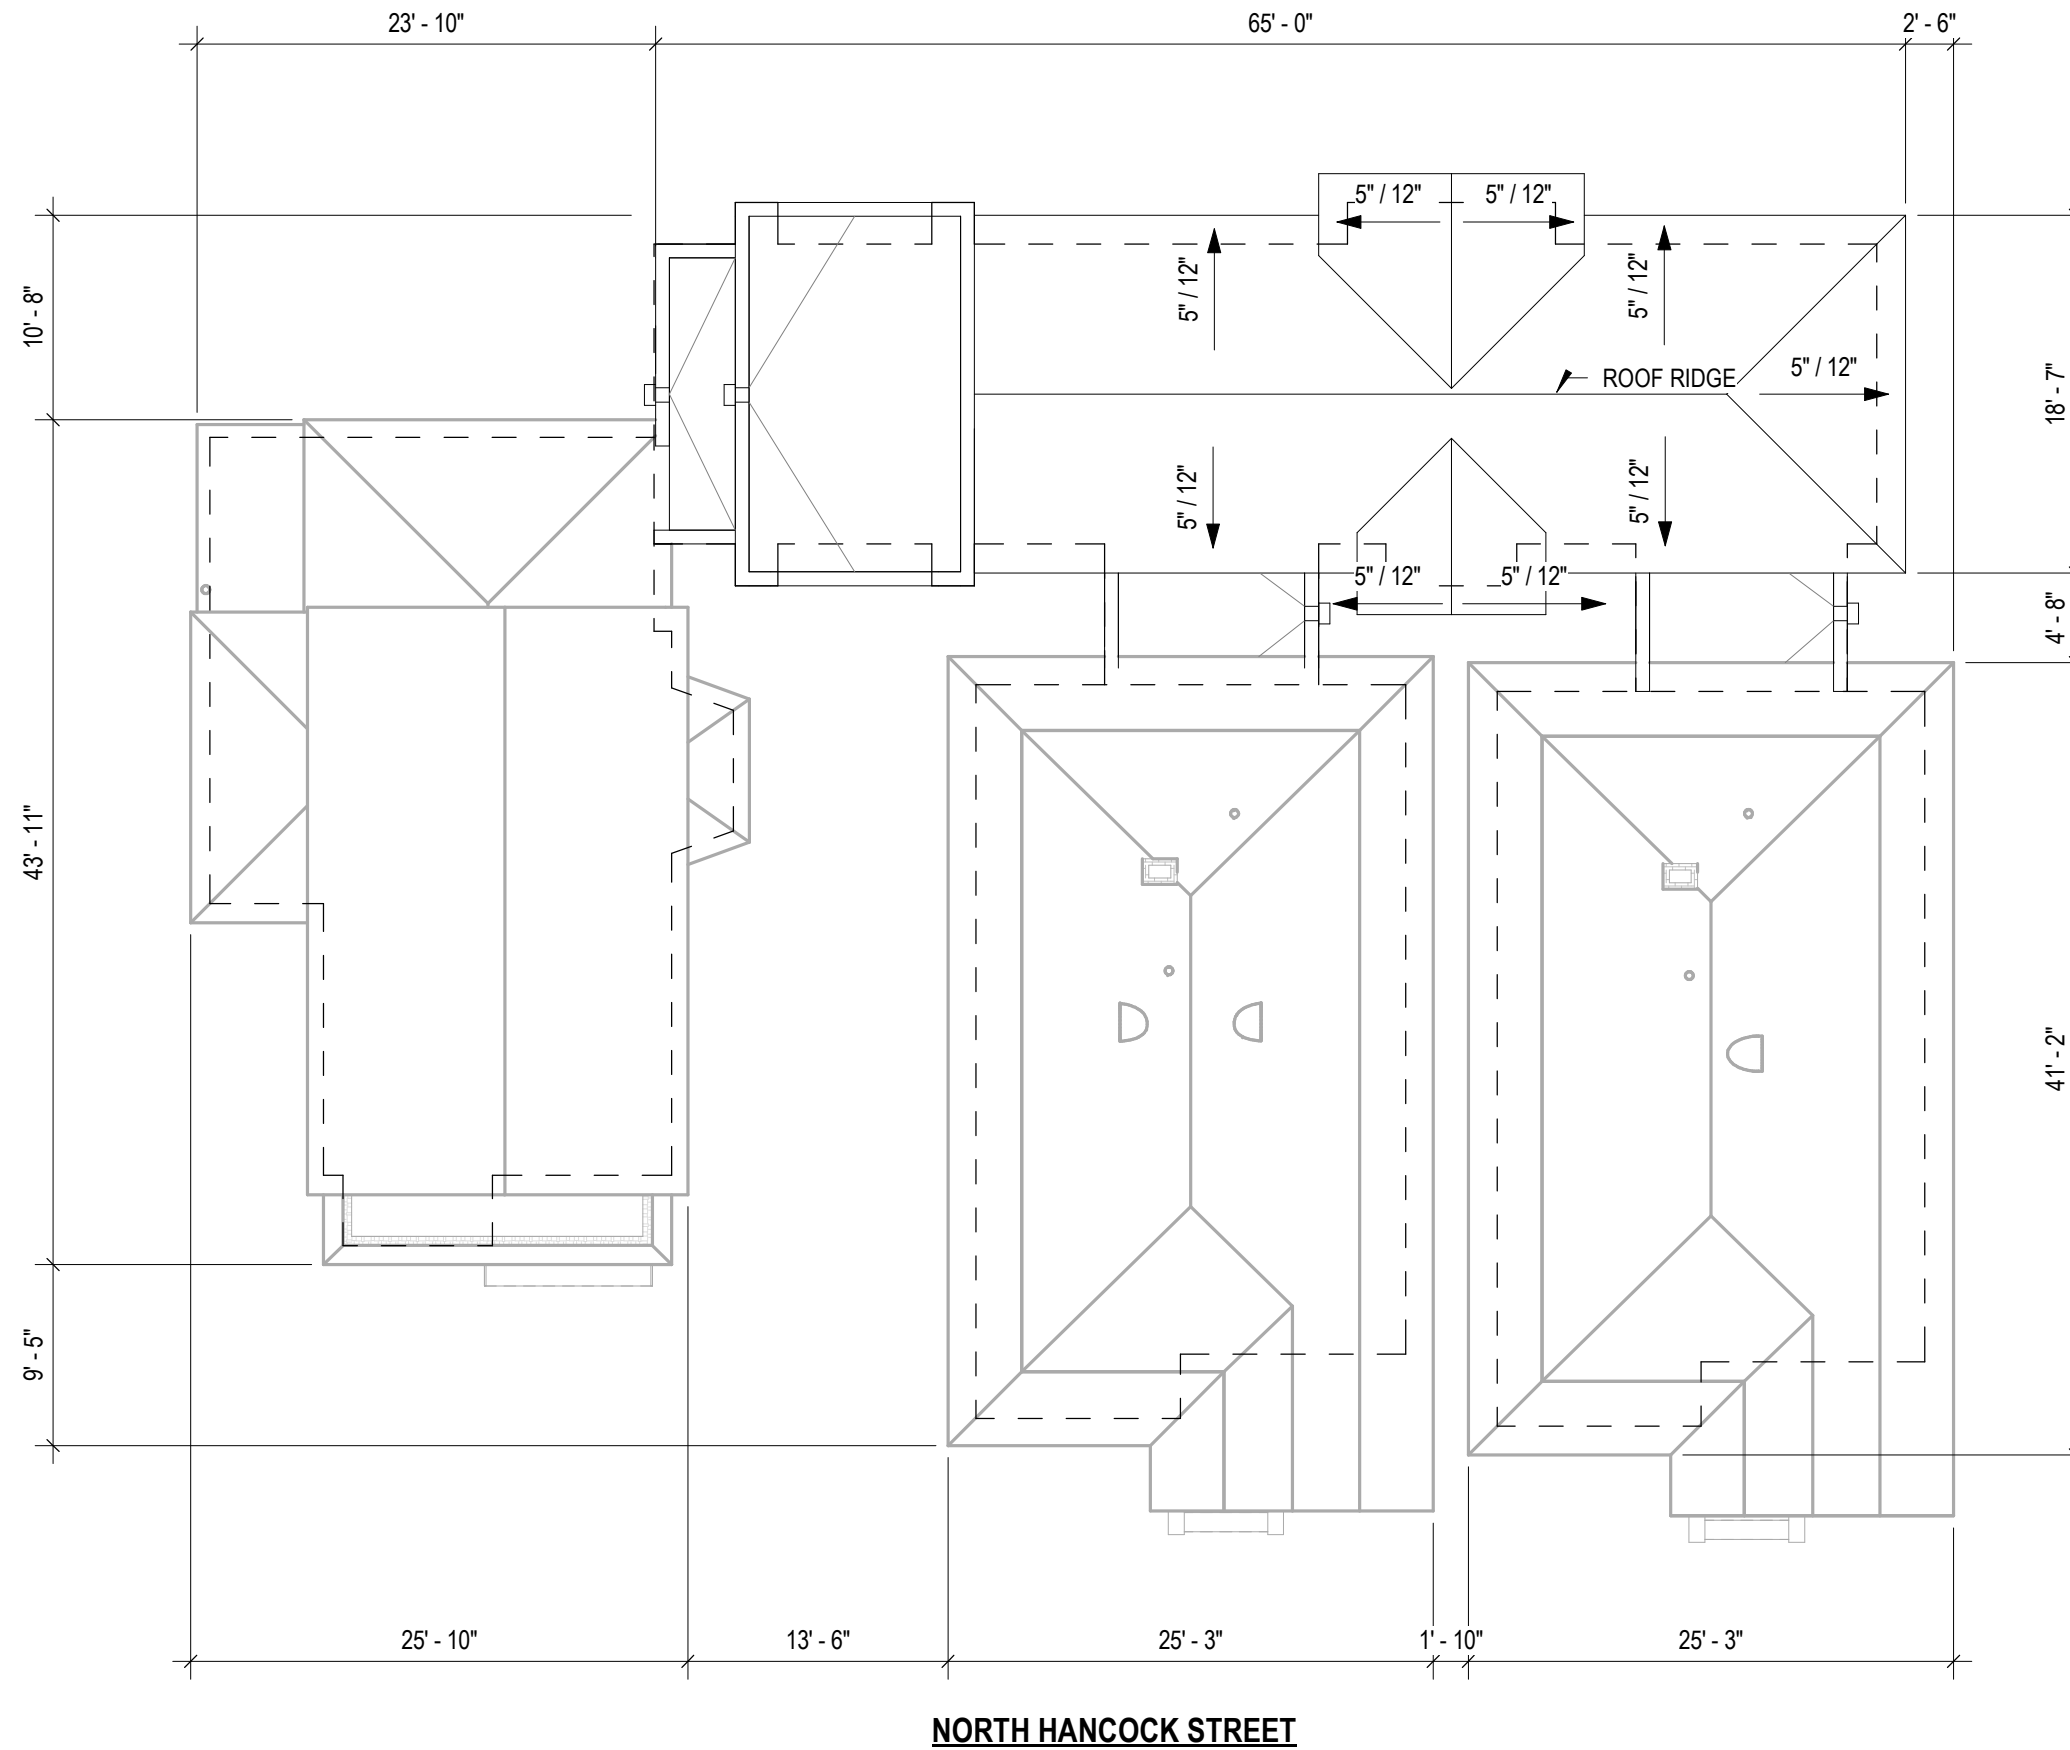 23' - 10"
65' - 0"
2' - 6"
5" / 12"
5" / 12"
10' - 8"
5" / 12"
5" / 12"
ROOF RIDGE
5" / 12"
18' - 7"
5" / 12"
5" / 12"
5" / 12"
5" / 12"
4' - 8"
43' - 11"
41' - 2"
9' - 5"
25' - 10"
13' - 6"
25' - 3"
1' - 10"
25' - 3"
NORTH HANCOCK STREET